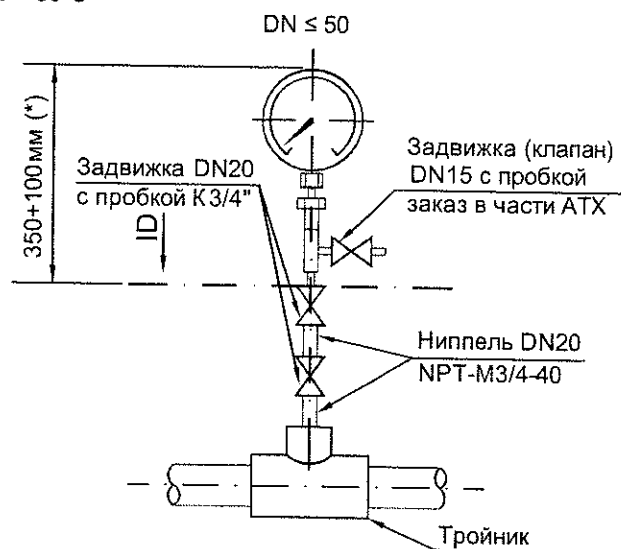 DN ≤ 50
350+100мм (*)
ID
Задвижка DN20
с пробкой К3/4"
Задвижка (клапан)
DN15 с пробкой
заказ в части АТХ
Ниппель DN20
NPT-M3/4-40
Тройник